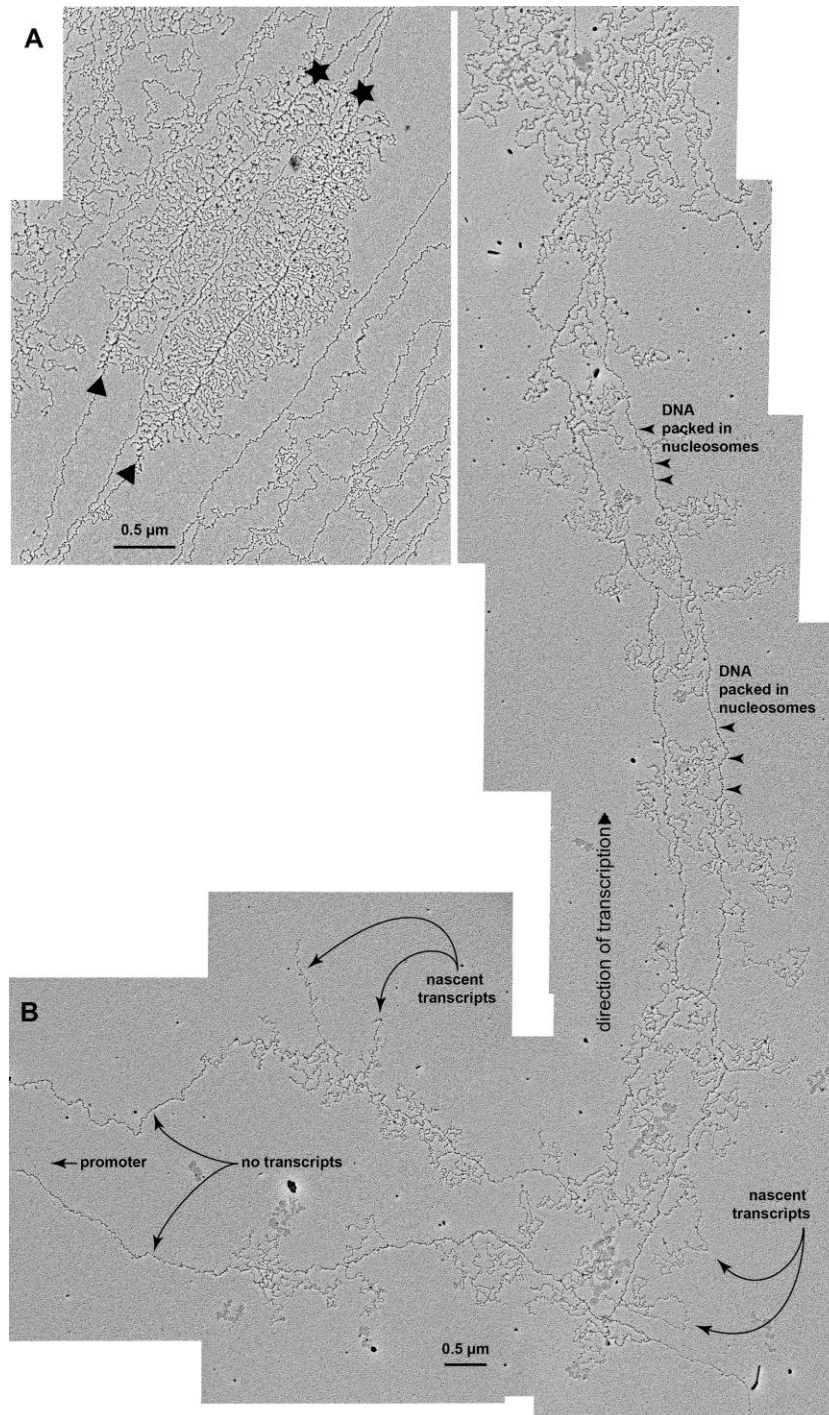 A
0.5 µm
DNA
packed in
nucleosomes
DNA
packed in
nucleosomes
direction of transcription
B
nascent
transcripts
promoter
no transcripts
nascent
transcripts
0.5 µm